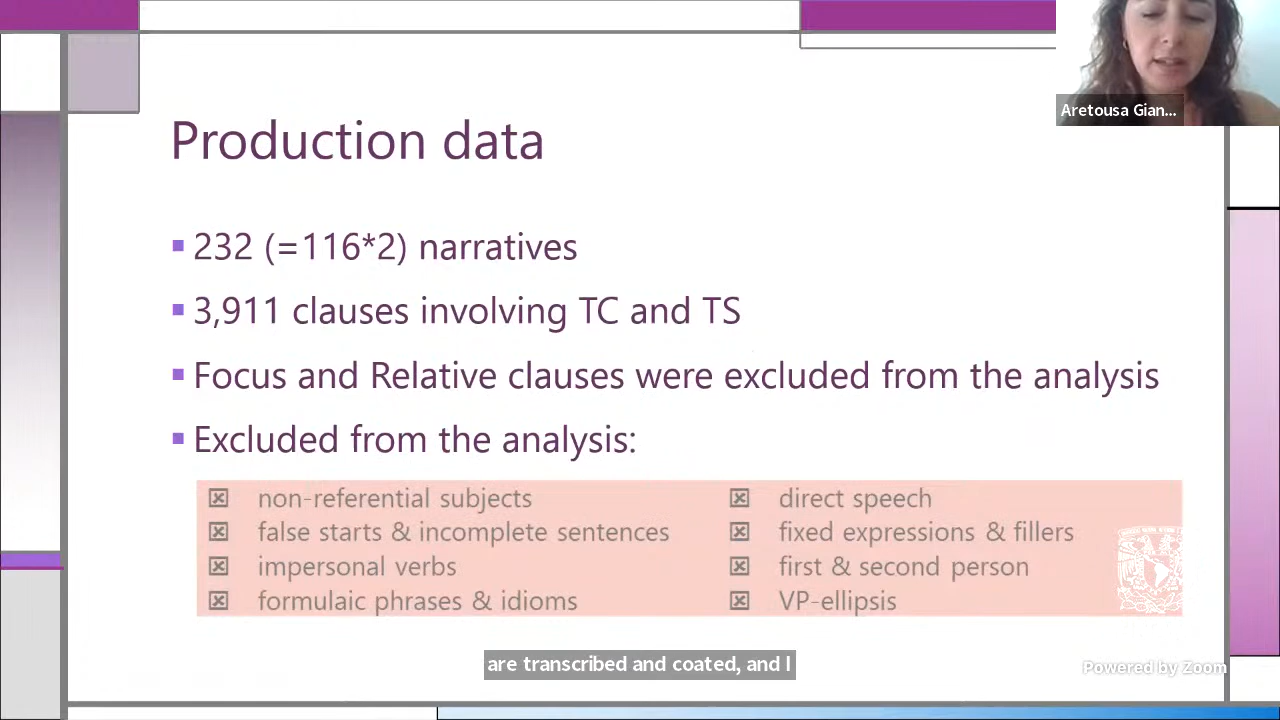 Aretousa Gian...
Production data
232 (=116*2) narratives
3,911 clauses involving TC and TS
Focus and Relative clauses were excluded from the analysis
Excluded from the analysis:
non-referential subjects
false starts & incomplete sentences
impersonal verbs
formulaic phrases & idioms
direct speech
fixed expressions & fillers
first & second person
VP-ellipsis
are transcribed and coated, and I
Powered by Zoom